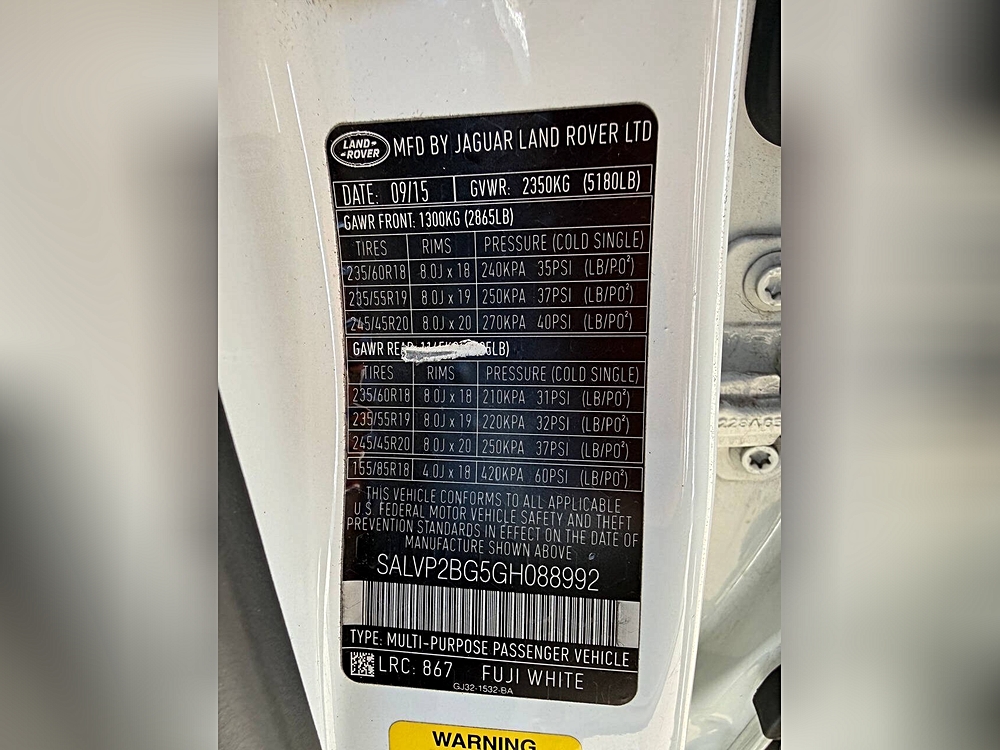 LAND-
-ROVER
MFD BY JAGUAR LAND ROVER LTD
DATE: 09/15 GVWR: 2350KG (5180LB)
GAWR FRONT: 1300KG (2865LB)
TIRES RIMS PRESSURE (COLD SINGLE)
235/60R18 8.0J x 18 240KPA 35PSI (LB/PO²)
235/55R19 8.0J x 19 250KPA 37PSI (LB/PO²)
245/45R20 8.0J x 20 270KPA 40PSI (LB/PO²)
GAWR REAR:
TIRES RIMS PRESSURE (COLD SINGLE)
235/60R18 8.0J x 18 210KPA 31PSI (LB/PO²)
235/55R19 8.0J x 19 220KPA 32PSI (LB/PO²)
245/45R20 8.0J x 20 250KPA 37PSI (LB/PO²)
155/85R18 4.0J x 18 420KPA 60PSI (LB/PO²)
THIS VEHICLE CONFORMS TO ALL APPLICABLE
U.S. FEDERAL MOTOR VEHICLE SAFETY AND THEFT
PREVENTION STANDARDS IN EFFECT ON THE DATE OF
MANUFACTURE SHOWN ABOVE
SALVP2BG5GH088992
TYPE: MULTI-PURPOSE PASSENGER VEHICLE
LRC: 867 FUJI WHITE
GJ32-1532-BA
WARNING